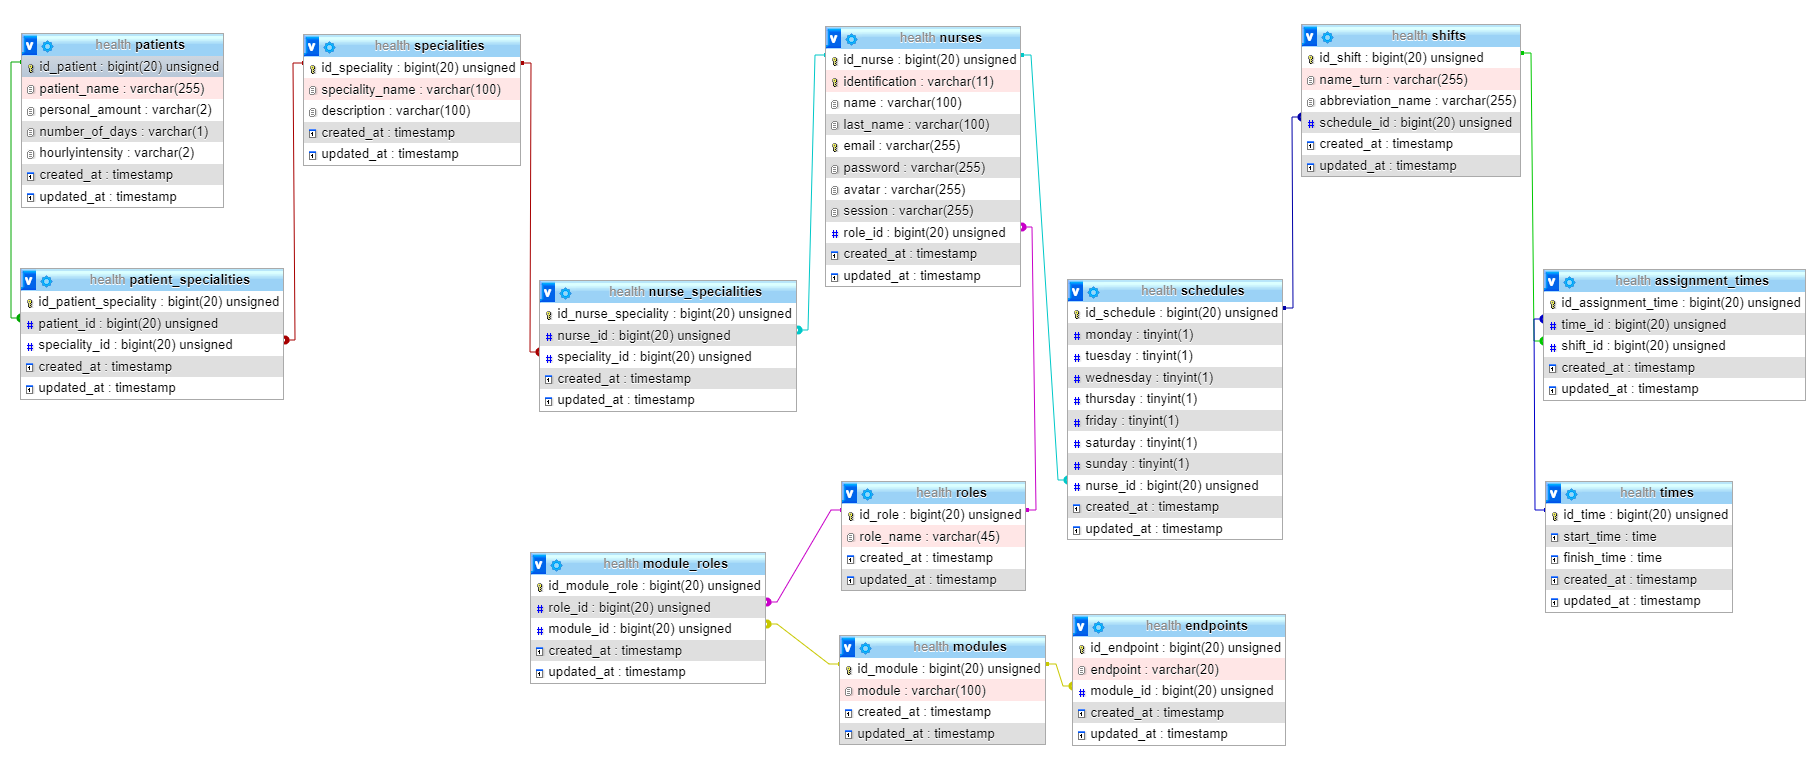 health patients
id_patient : bigint(20) unsigned
patient_name : varchar(255)
personal_amount : varchar(2)
number_of_days : varchar(1)
hourlyintensity : varchar(2)
created_at : timestamp
updated_at : timestamp
health specialities
id_speciality : bigint(20) unsigned
speciality_name : varchar(100)
description : varchar(100)
created_at : timestamp
updated_at : timestamp
health nurses
id_nurse : bigint(20) unsigned
identification : varchar(11)
name : varchar(100)
last_name : varchar(100)
email : varchar(255)
password : varchar(255)
avatar : varchar(255)
session : varchar(255)
role_id : bigint(20) unsigned
created_at : timestamp
updated_at : timestamp
health shifts
id_shift : bigint(20) unsigned
name_turn : varchar(255)
abbreviation_name : varchar(255)
schedule_id : bigint(20) unsigned
created_at : timestamp
updated_at : timestamp
health patient_specialities
id_patient_speciality : bigint(20) unsigned
patient_id : bigint(20) unsigned
speciality_id : bigint(20) unsigned
created_at : timestamp
updated_at : timestamp
health nurse_specialities
id_nurse_speciality : bigint(20) unsigned
nurse_id : bigint(20) unsigned
speciality_id : bigint(20) unsigned
created_at : timestamp
updated_at : timestamp
health schedules
id_schedule : bigint(20) unsigned
monday : tinyint(1)
tuesday : tinyint(1)
wednesday : tinyint(1)
thursday : tinyint(1)
friday : tinyint(1)
saturday : tinyint(1)
sunday : tinyint(1)
nurse_id : bigint(20) unsigned
created_at : timestamp
updated_at : timestamp
health assignment_times
id_assignment_time : bigint(20) unsigned
time_id : bigint(20) unsigned
shift_id : bigint(20) unsigned
created_at : timestamp
updated_at : timestamp
health roles
id_role : bigint(20) unsigned
role_name : varchar(45)
created_at : timestamp
updated_at : timestamp
health times
id_time : bigint(20) unsigned
start_time : time
finish_time : time
created_at : timestamp
updated_at : timestamp
health module_roles
id_module_role : bigint(20) unsigned
role_id : bigint(20) unsigned
module_id : bigint(20) unsigned
created_at : timestamp
updated_at : timestamp
health modules
id_module : bigint(20) unsigned
module : varchar(100)
created_at : timestamp
updated_at : timestamp
health endpoints
id_endpoint : bigint(20) unsigned
endpoint : varchar(20)
module_id : bigint(20) unsigned
created_at : timestamp
updated_at : timestamp